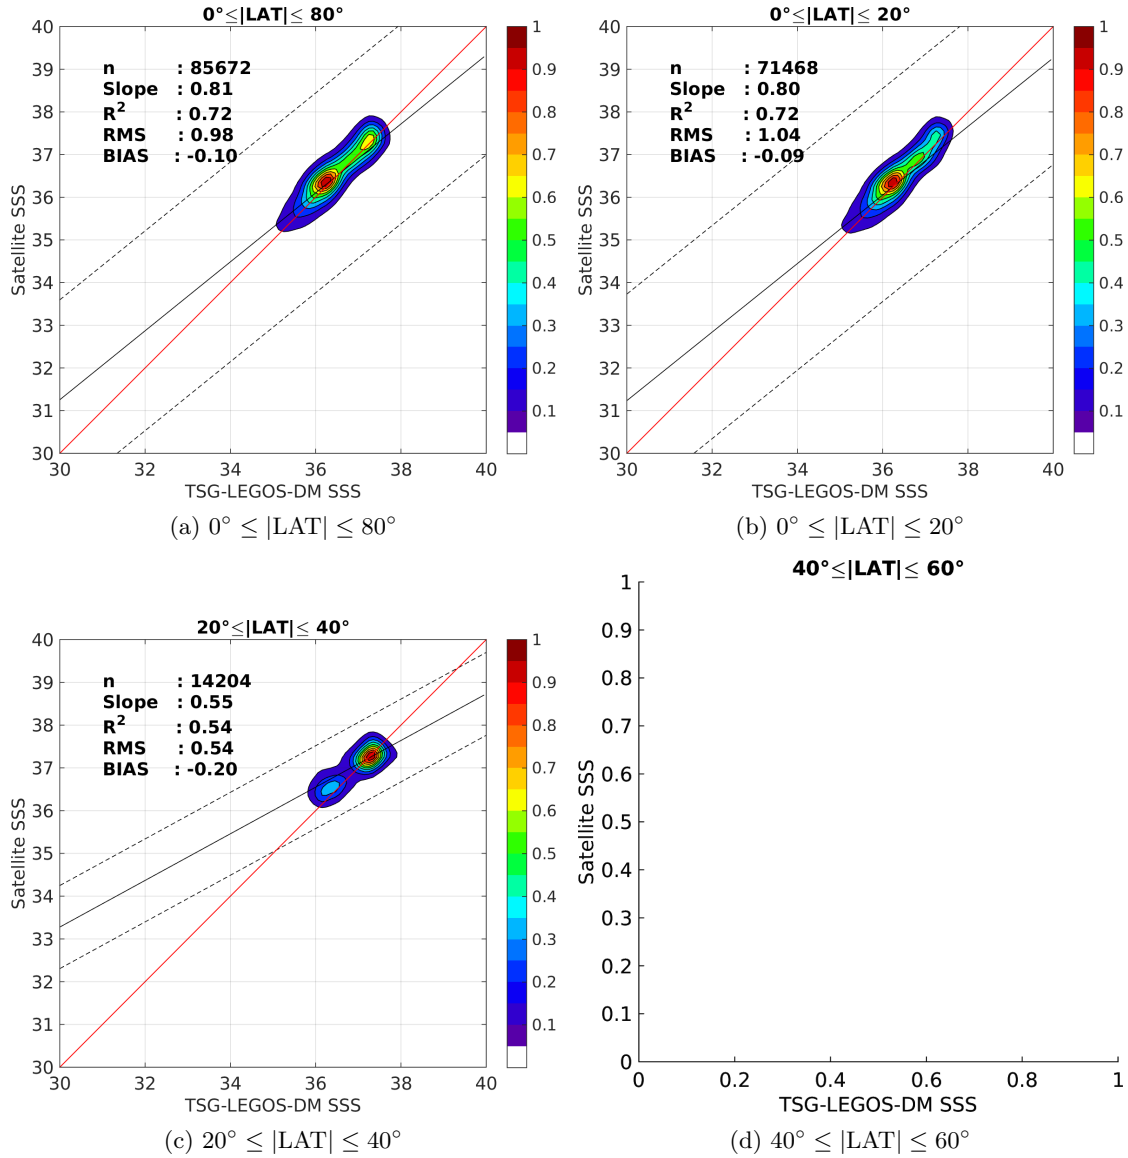 0°≤|LAT|≤ 80°
40
39
38
37
36
35
34
33
32
31
30
Satellite SSS
n : 85672
Slope : 0.81
R² : 0.72
RMS : 0.98
BIAS : -0.10
30 32 34 36 38 40
TSG-LEGOS-DM SSS
1
0.9
0.8
0.7
0.6
0.5
0.4
0.3
0.2
0.1
(a) 0° ≤ |LAT| ≤ 80°
0°≤|LAT|≤ 20°
40
39
38
37
36
35
34
33
32
31
30
Satellite SSS
n : 71468
Slope : 0.80
R² : 0.72
RMS : 1.04
BIAS : -0.09
30 32 34 36 38 40
TSG-LEGOS-DM SSS
1
0.9
0.8
0.7
0.6
0.5
0.4
0.3
0.2
0.1
(b) 0° ≤ |LAT| ≤ 20°
20°≤|LAT|≤ 40°
40
39
38
37
36
35
34
33
32
31
30
Satellite SSS
n : 14204
Slope : 0.55
R² : 0.54
RMS : 0.54
BIAS : -0.20
30 32 34 36 38 40
TSG-LEGOS-DM SSS
1
0.9
0.8
0.7
0.6
0.5
0.4
0.3
0.2
0.1
(c) 20° ≤ |LAT| ≤ 40°
40°≤|LAT|≤ 60°
1
0.9
0.8
0.7
0.6
0.5
0.4
0.3
0.2
0.1
0
Satellite SSS
0 0.2 0.4 0.6 0.8 1
TSG-LEGOS-DM SSS
(d) 40° ≤ |LAT| ≤ 60°